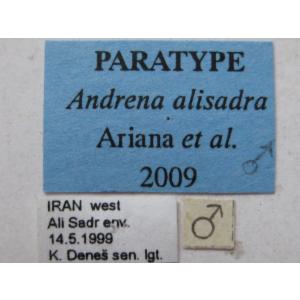 PARATYPE
Andrena alisadra
Ariana et al.
♂
2009
IRAN west
Ali Sadr env.
14.5.1999
K. Deneš sen. lgt.
♂